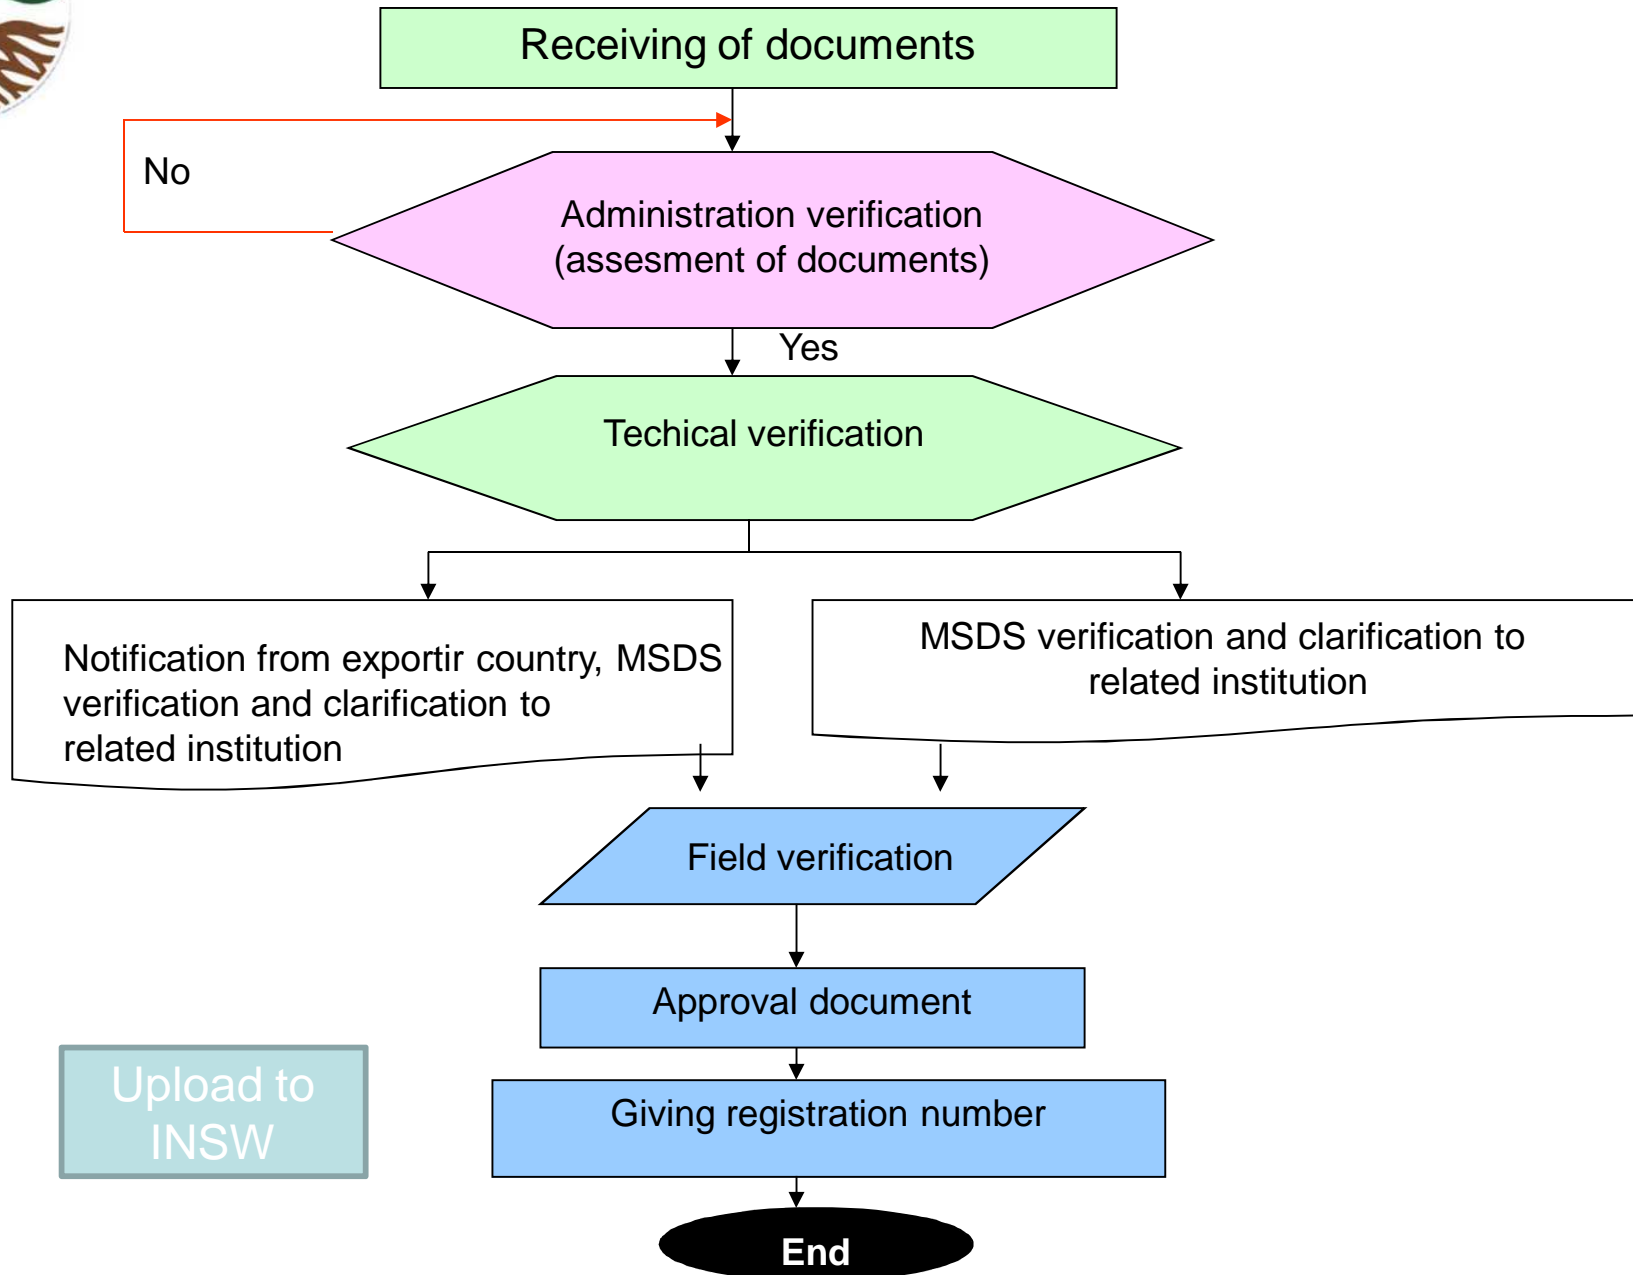 Receiving of documents
No
Administration verification
(assesment of documents)
Yes
Techical verification
Notification from exportir country, MSDS
verification and clarification to
related institution
MSDS verification and clarification to
related institution
Field verification
Approval document
Upload to
INSW
Giving registration number
End